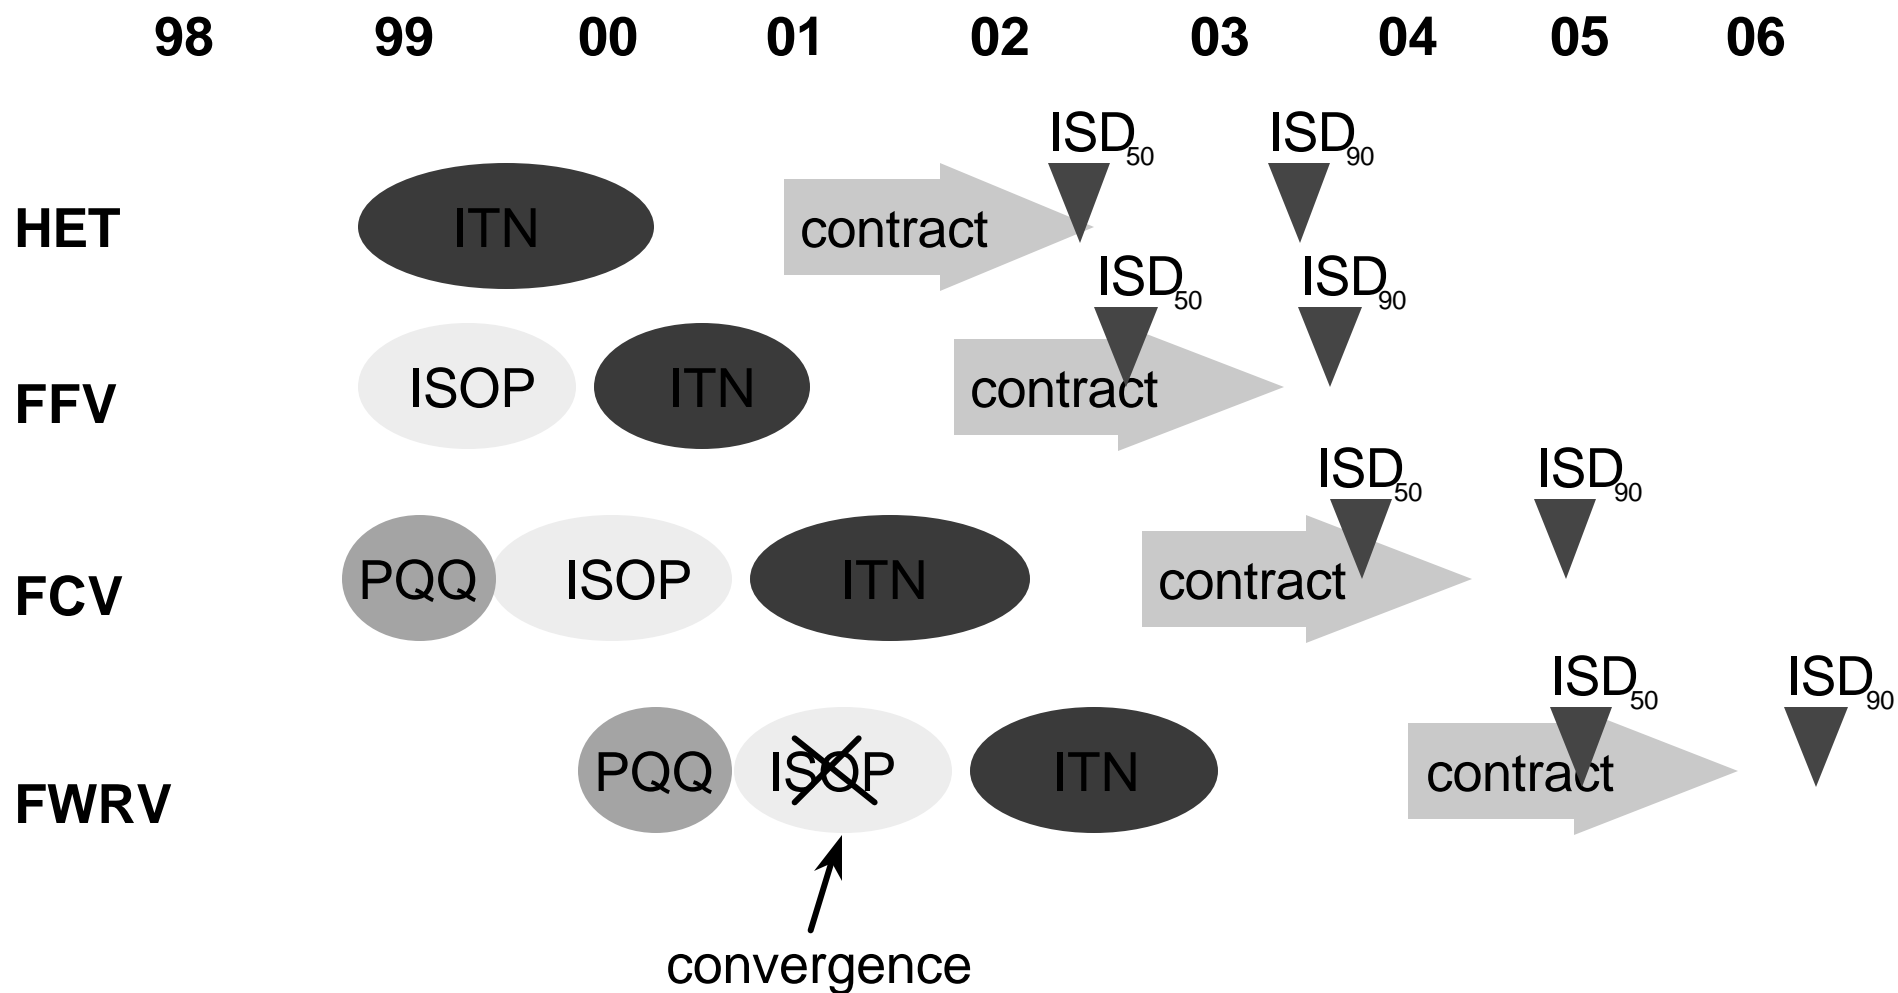 98 99 00 01 02 03 04 05 06
ISD50 ISD90
HET ITN contract
ISD50 ISD90
FFV ISOP ITN contract
ISD50 ISD90
FCV PQQ ISOP ITN contract
ISD50 ISD90
FWRV PQQ ISOP ITN contract
convergence